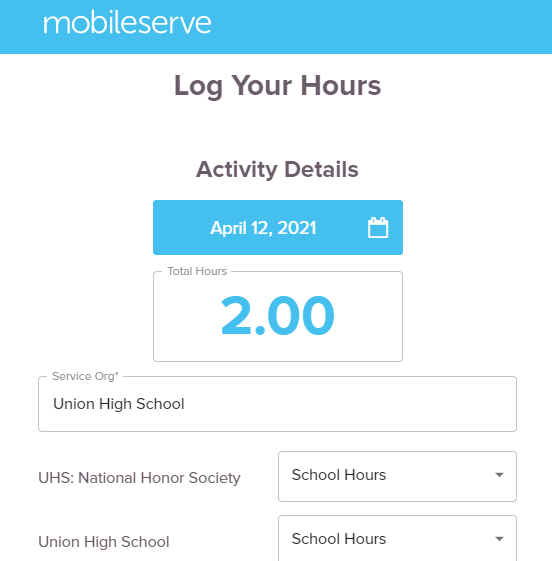 mobileserve
Log Your Hours
Activity Details
April 12, 2021
Total Hours
2.00
Service Org*
Union High School
UHS: National Honor Society School Hours
Union High School School Hours